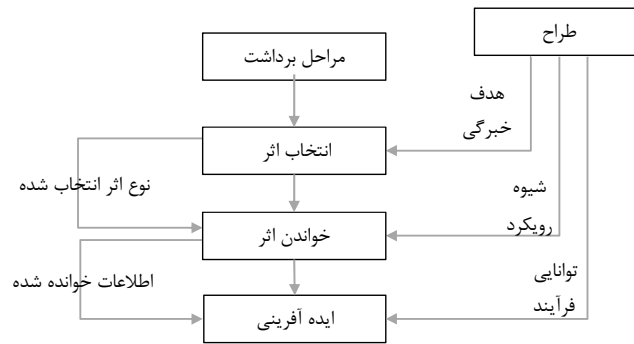 طراح
مراحل برداشت
هدف
خبرگی
انتخاب اثر
نوع اثر انتخاب شده
شیوه
رویکرد
خواندن اثر
اطلاعات خوانده شده
توانایی
فرآیند
ایده آفرینی